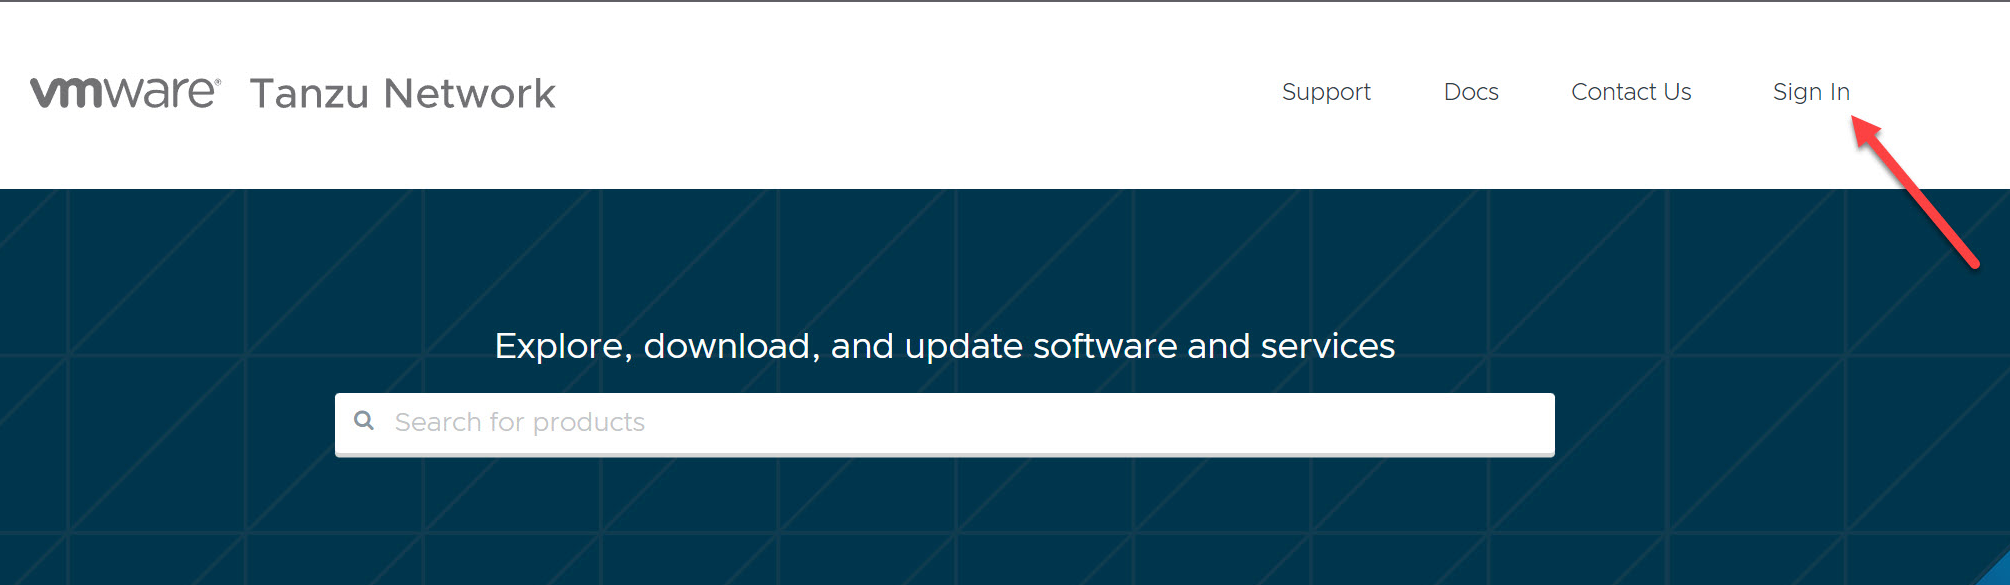 vmware® Tanzu Network
Support Docs Contact Us Sign In
Explore, download, and update software and services
Search for products